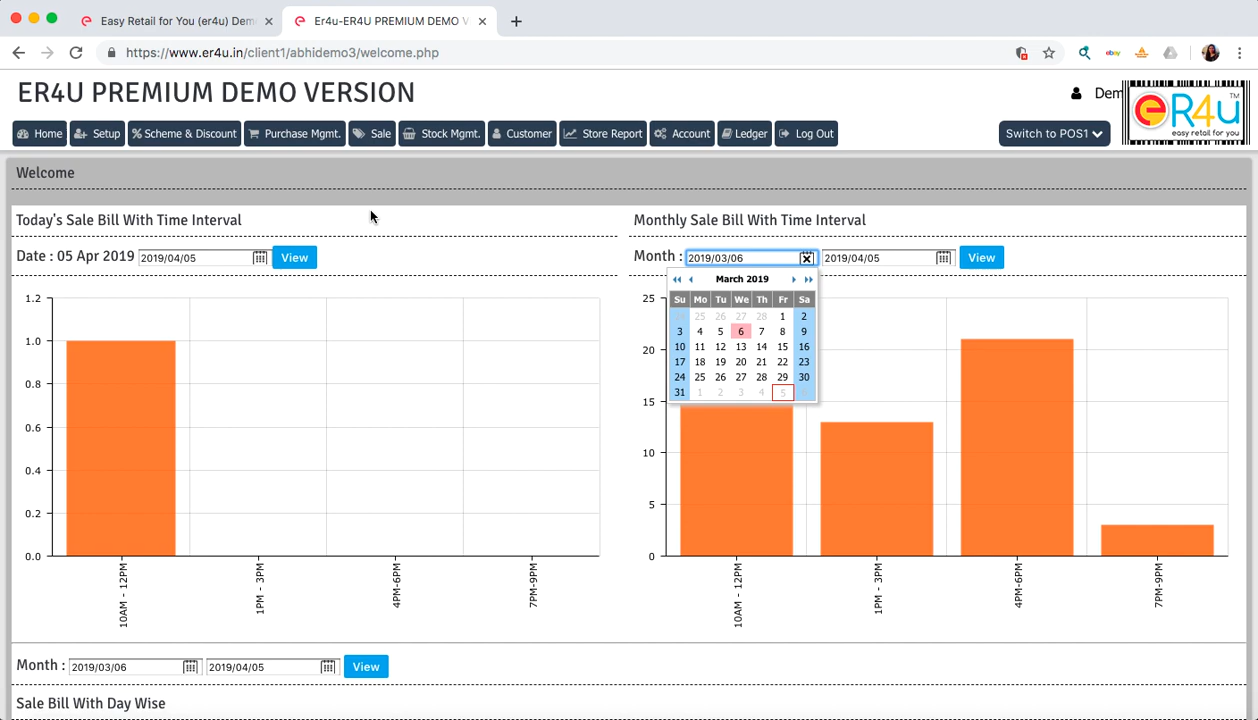 Easy Retail for You (er4u) Dem
Er4u-ER4U PREMIUM DEMO V
https://www.er4u.in/client1/abhidemo3/welcome.php
ebay
ER4U PREMIUM DEMO VERSION
Dem
eR4u TM
easy retail for you
Home Setup Scheme & Discount Purchase Mgmt. Sale Stock Mgmt. Customer Store Report Account Ledger Log Out Switch to POS1
Welcome
Today's Sale Bill With Time Interval
Date : 05 Apr 2019 2019/04/05 View
1.2
1.0
0.8
0.6
0.4
0.2
0.0
10AM - 12PM
1PM - 3PM
4PM-6PM
7PM-9PM
Monthly Sale Bill With Time Interval
Month : 2019/03/06 2019/04/05 View
March 2019
Su Mo Tu We Th Fr Sa
24 25 26 27 28 1 2
3 4 5 6 7 8 9
10 11 12 13 14 15 16
17 18 19 20 21 22 23
24 25 26 27 28 29 30
31 1 2 3 4 5 6
25
20
15
10
5
0
10AM - 12PM
1PM - 3PM
4PM-6PM
7PM-9PM
Month : 2019/03/06 2019/04/05 View
Sale Bill With Day Wise